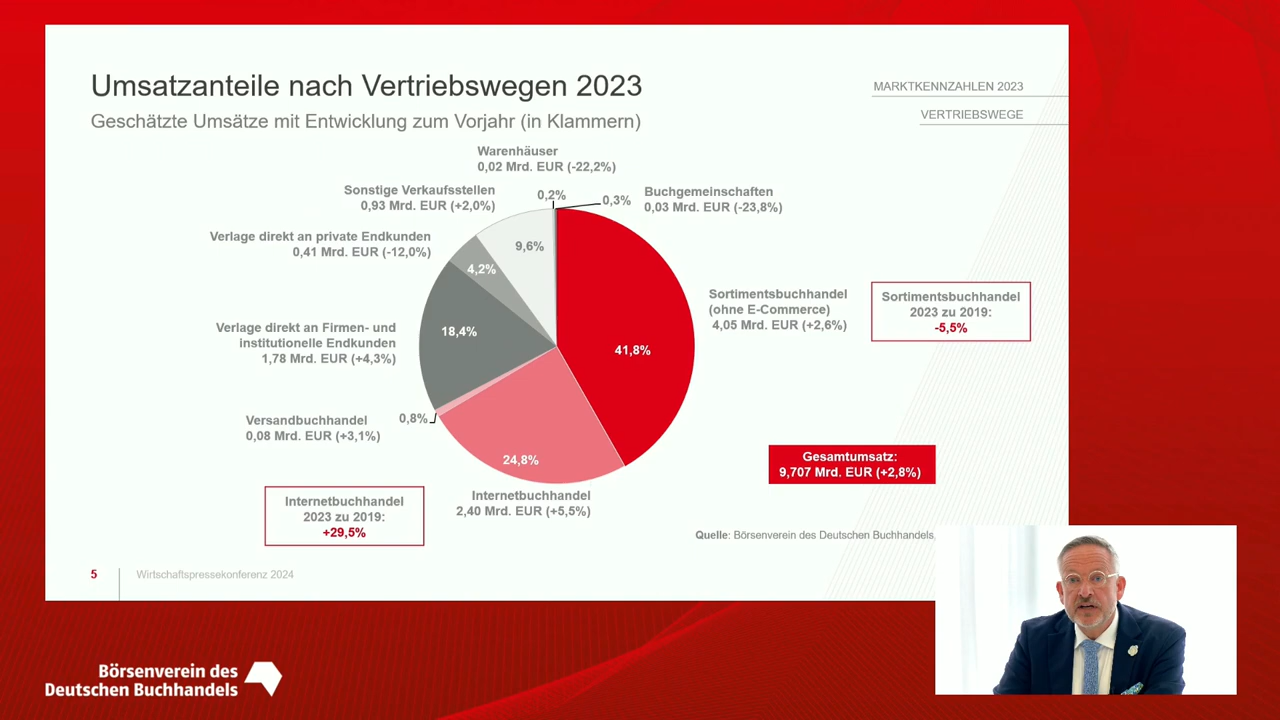 Umsatzanteile nach Vertriebswegen 2023
Geschätzte Umsätze mit Entwicklung zum Vorjahr (in Klammern)
MARKTKENNZAHLEN 2023
VERTRIEBSWEGE
Warenhäuser
0,02 Mrd. EUR (-22,2%)
0,2%
Sonstige Verkaufsstellen
0,93 Mrd. EUR (+2,0%)
9,6%
0,3%
Buchgemeinschaften
0,03 Mrd. EUR (-23,8%)
Verlage direkt an private Endkunden
0,41 Mrd. EUR (-12,0%)
4,2%
Sortimentsbuchhandel
(ohne E-Commerce)
4,05 Mrd. EUR (+2,6%)
41,8%
Sortimentsbuchhandel
2023 zu 2019:
-5,5%
Verlage direkt an Firmen- und
institutionelle Endkunden
1,78 Mrd. EUR (+4,3%)
18,4%
Versandbuchhandel
0,08 Mrd. EUR (+3,1%)
0,8%
24,8%
Internetbuchhandel
2,40 Mrd. EUR (+5,5%)
Internetbuchhandel
2023 zu 2019:
+29,5%
Gesamtumsatz:
9,707 Mrd. EUR (+2,8%)
Quelle: Börsenverein des Deutschen Buchhandels,
5
Wirtschaftspressekonferenz 2024
Börsenverein des
Deutschen Buchhandels